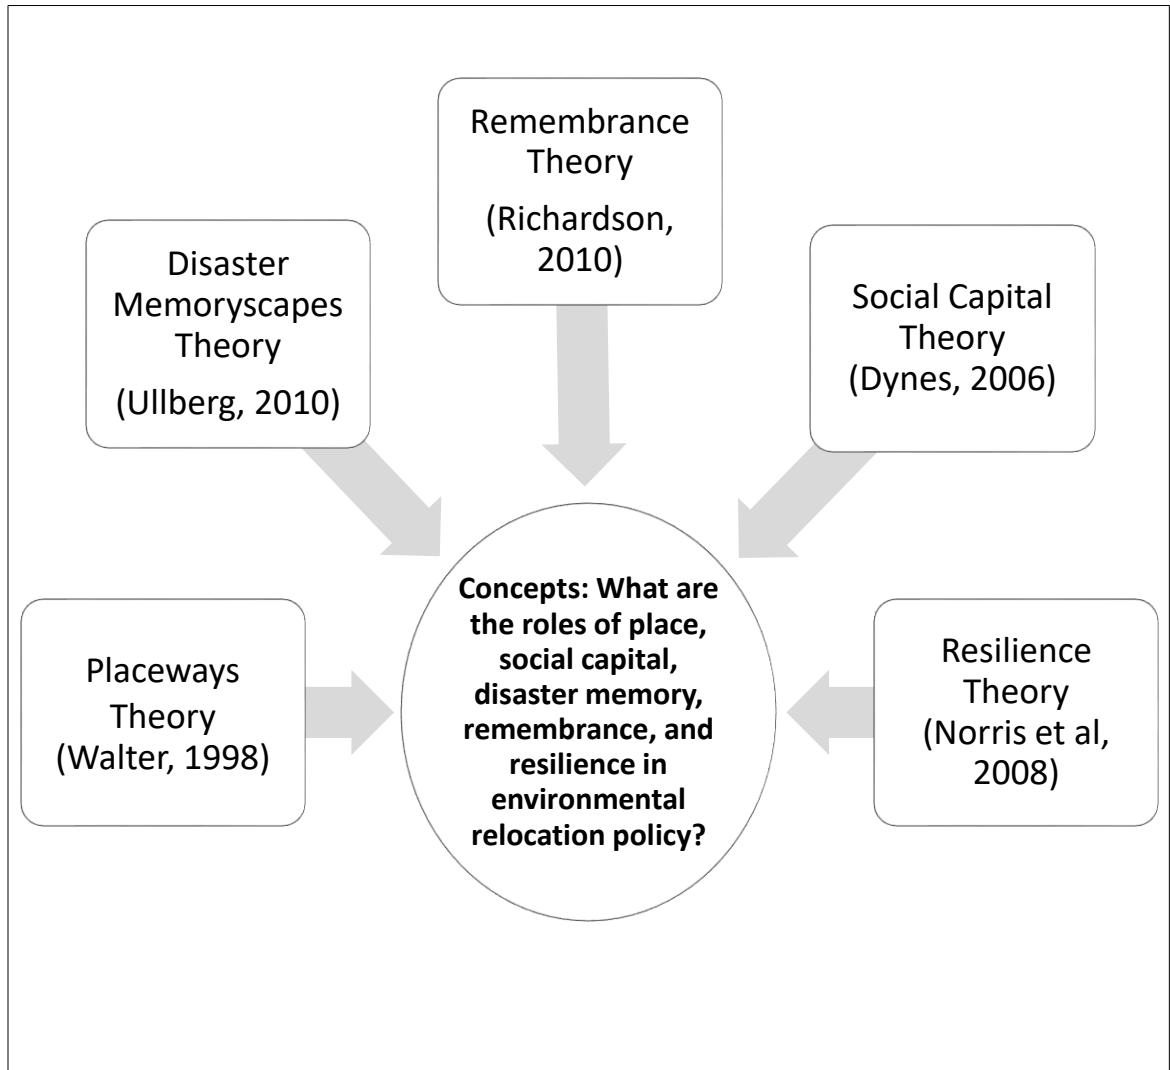 Remembrance
Theory
(Richardson,
2010)
Disaster
Memoryscapes
Theory
(Ullberg, 2010)
Social Capital
Theory
(Dynes, 2006)
Placeways
Theory
(Walter, 1998)
Concepts: What are
the roles of place,
social capital,
disaster memory,
remembrance, and
resilience in
environmental
relocation policy?
Resilience
Theory
(Norris et al,
2008)